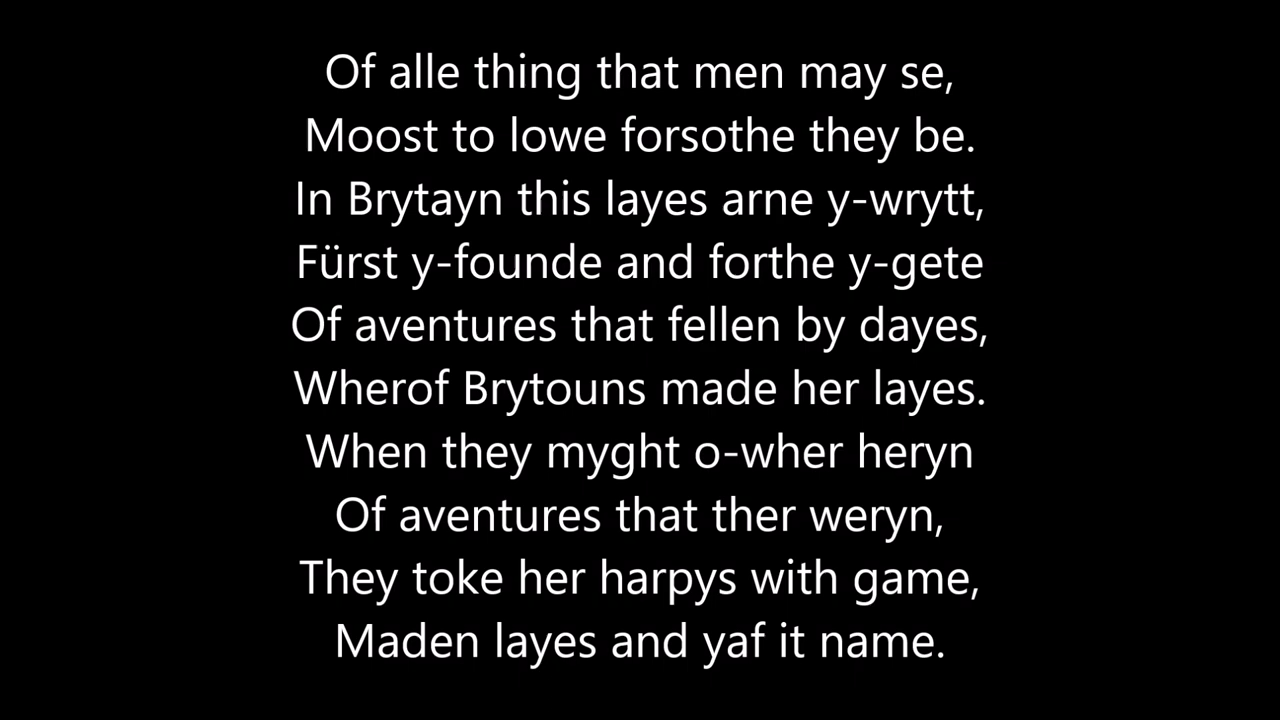 Of alle thing that men may se,
Moost to lowe forsothe they be.
In Brytayn this layes arne y-wrytt,
Fürst y-founde and forthe y-gete
Of aventures that fellen by dayes,
Wherof Brytouns made her layes.
When they myght o-wher heryn
Of aventures that ther weryn,
They toke her harpys with game,
Maden layes and yaf it name.